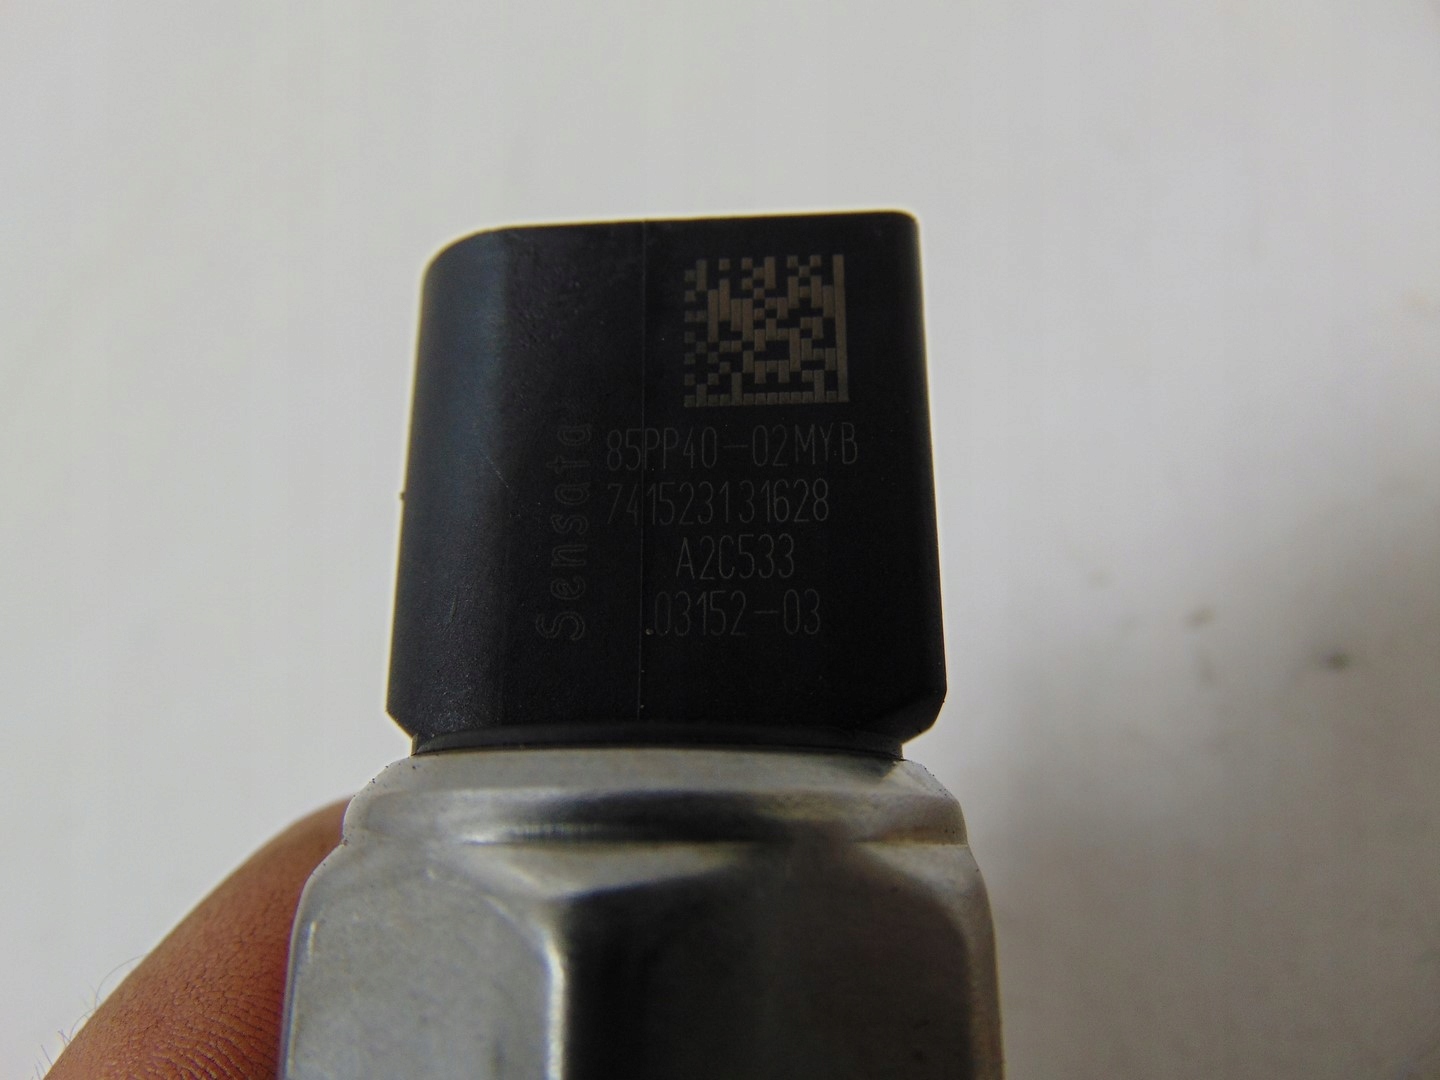 Sensata
85PP40-02MYB
741523131628
A2C533
03152-03